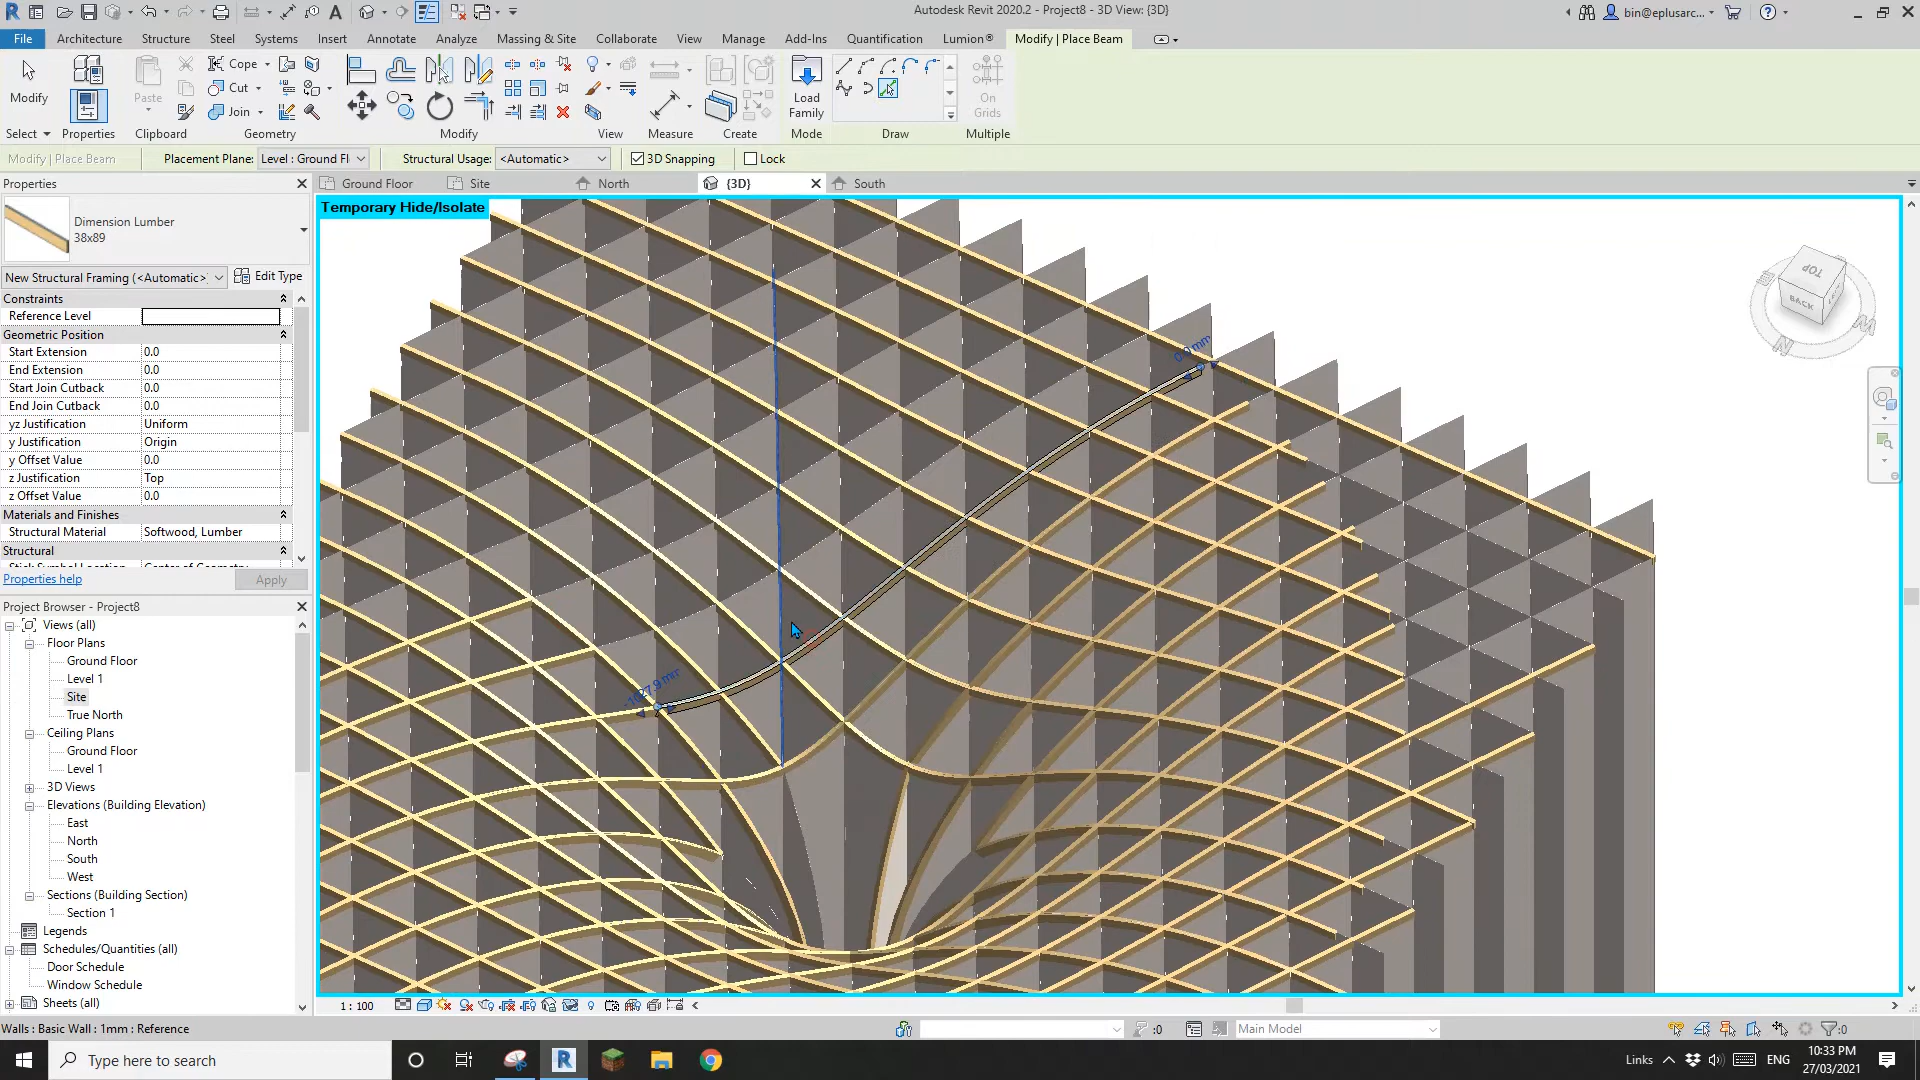 Autodesk Revit 2020.2 - Project8 - 3D View: {3D}
bin@eplusarc...
File
Architecture
Structure
Steel
Systems
Insert
Annotate
Analyze
Massing & Site
Collaborate
View
Manage
Add-Ins
Quantification
Lumion®
Modify | Place Beam
Modify
Paste
Cope
Cut
Join
Load
Family
On
Grids
Select
Properties
Clipboard
Geometry
Modify
View
Measure
Create
Mode
Draw
Multiple
Modify | Place Beam
Placement Plane:
Level : Ground Fl
Structural Usage:
<Automatic>
3D Snapping
Lock
Properties
Ground Floor
Site
North
{3D}
South
Temporary Hide/Isolate
Dimension Lumber
38x89
New Structural Framing (<Automatic>)
Edit Type
Constraints
Reference Level
Geometric Position
Start Extension 0.0
End Extension 0.0
Start Join Cutback 0.0
End Join Cutback 0.0
yz Justification Uniform
y Justification Origin
y Offset Value 0.0
z Justification Top
z Offset Value 0.0
Materials and Finishes
Structural Material Softwood, Lumber
Structural
Properties help
Apply
Project Browser - Project8
Views (all)
Floor Plans
Ground Floor
Level 1
Site
True North
Ceiling Plans
Ground Floor
Level 1
3D Views
Elevations (Building Elevation)
East
North
South
West
Sections (Building Section)
Section 1
Legends
Schedules/Quantities (all)
Door Schedule
Window Schedule
Sheets (all)
TOP
BACK
N
W
1 : 100
Walls : Basic Wall : 1mm : Reference
:0
Main Model
:0
Type here to search
Links
ENG
10:33 PM
27/03/2021